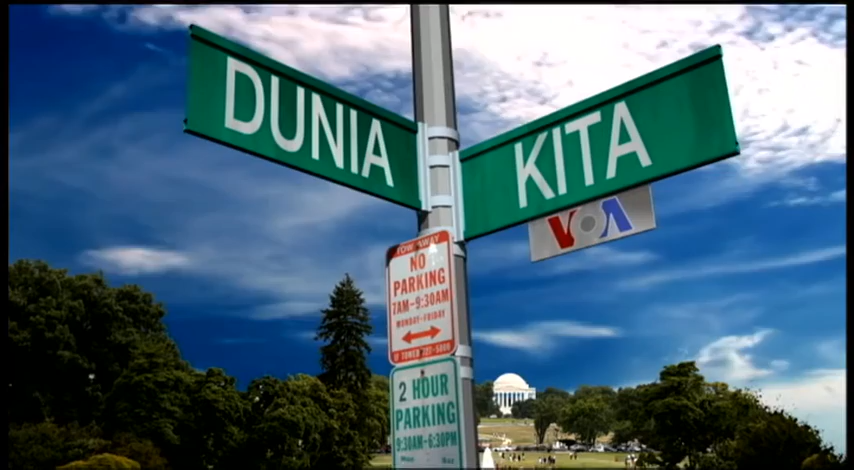 DUNIA
KITA
VOA
TOW AWAY
NO
PARKING
7AM-9:30AM
MONDAY-FRIDAY
2 HOUR
PARKING
9:30AM-6:30PM